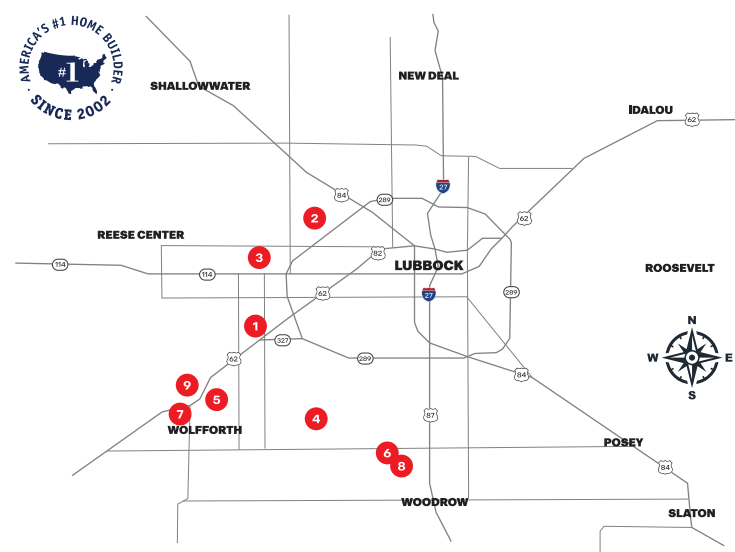 AMERICA'S #1 HOME BUILDER
#1
• SINCE 2002 •
SHALLOWWATER
NEW DEAL
IDALOU
62
27
84
289
2
62
REESE CENTER
82
3
LUBBOCK
114
114
ROOSEVELT
62
27
289
N
1
327
W
E
62
289
S
84
9
5
7
4
87
WOLFFORTH
POSEY
6
8
84
WOODROW
SLATON